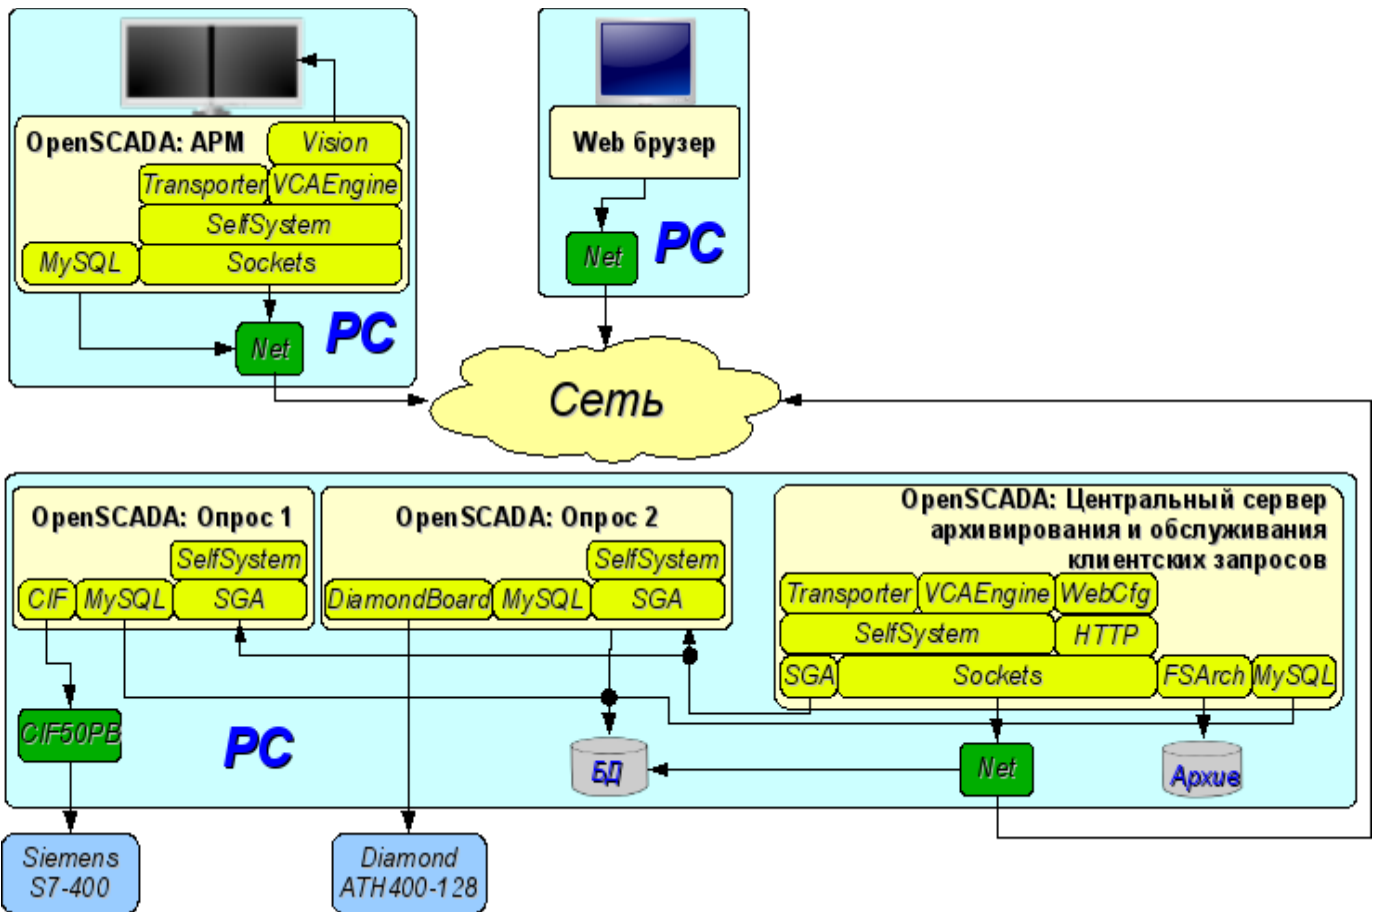 OpenSCADA: АРМ
Vision
Transporter
VCAEngine
SelfSystem
MySQL
Sockets
Net
PC
Web брузер
Net
PC
Сеть
OpenSCADA: Опрос 1
SelfSystem
CIF
MySQL
SGA
OpenSCADA: Опрос 2
SelfSystem
DiamondBoard
MySQL
SGA
OpenSCADA: Центральный сервер
архивирования и обслуживания
клиентских запросов
Transporter
VCAEngine
WebCfg
SelfSystem
HTTP
SGA
Sockets
FSArch
MySQL
CIF50PB
PC
БД
Net
Архив
Siemens
S7-400
Diamond
ATH400-128